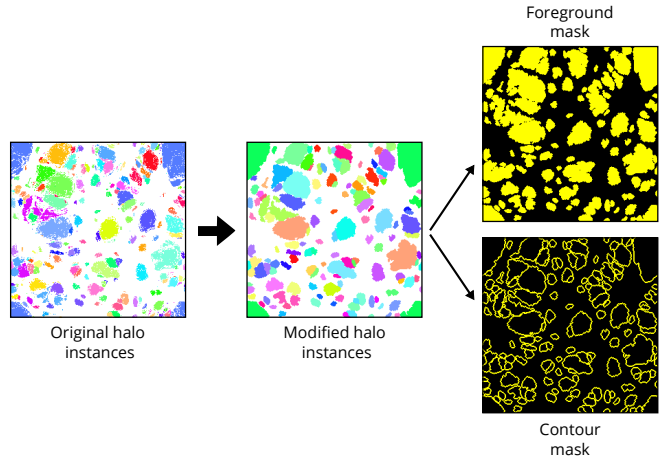 Foreground
mask
Original halo
instances
Modified halo
instances
Contour
mask